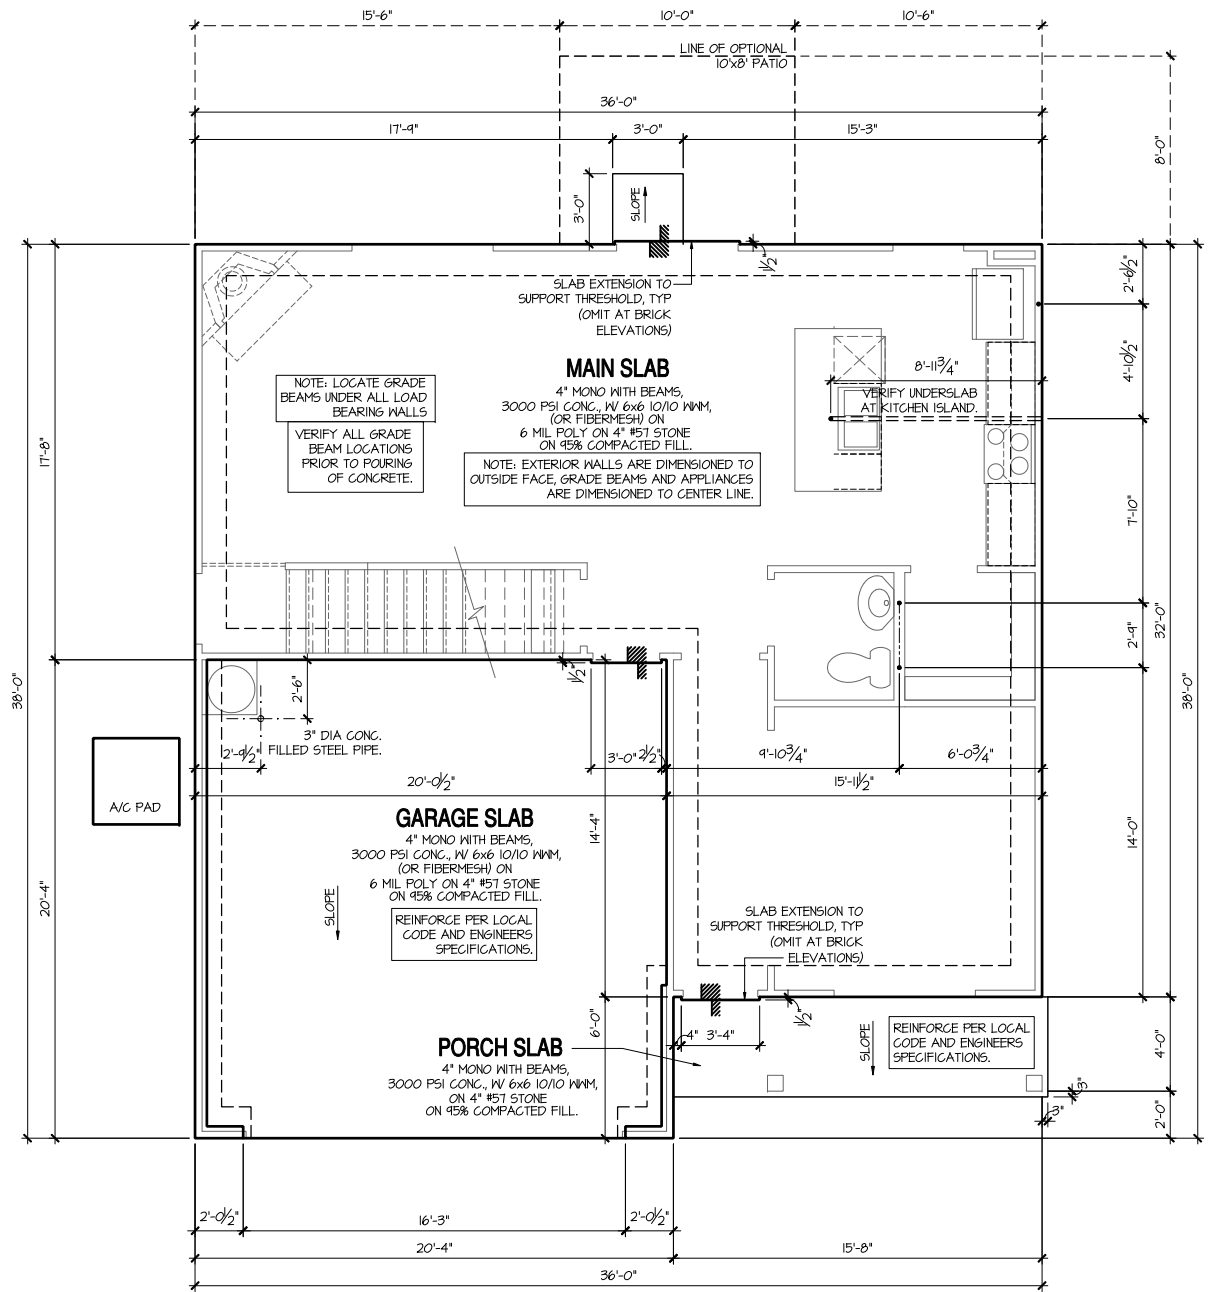 15'-6"
10'-0"
10'-6"
LINE OF OPTIONAL
10'x8' PATIO
36'-0"
17'-9"
3'-0"
15'-3"
8'-0"
3'-0"
SLOPE
1/2"
2'-6 1/2"
SLAB EXTENSION TO
SUPPORT THRESHOLD, TYP
(OMIT AT BRICK
ELEVATIONS)
MAIN SLAB
4" MONO WITH BEAMS,
3000 PSI CONC., W/ 6x6 10/10 WWM,
(OR FIBERMESH) ON
6 MIL POLY ON 4" #57 STONE
ON 95% COMPACTED FILL.
NOTE: EXTERIOR WALLS ARE DIMENSIONED TO
OUTSIDE FACE, GRADE BEAMS AND APPLIANCES
ARE DIMENSIONED TO CENTER LINE.
NOTE: LOCATE GRADE
BEAMS UNDER ALL LOAD
BEARING WALLS
VERIFY ALL GRADE
BEAM LOCATIONS
PRIOR TO POURING
OF CONCRETE.
8'-11 3/4"
VERIFY UNDERSLAB
AT KITCHEN ISLAND.
4'-10 1/2"
17'-8"
7'-10"
32'-0"
2'-9"
38'-0"
38'-0"
1/2"
2'-6"
3" DIA CONC.
FILLED STEEL PIPE.
2'-9 1/2"
3'-0"
2 1/2"
9'-10 3/4"
6'-0 3/4"
20'-0 1/2"
15'-11 1/2"
A/C PAD
GARAGE SLAB
4" MONO WITH BEAMS,
3000 PSI CONC., W/ 6x6 10/10 WWM,
(OR FIBERMESH) ON
6 MIL POLY ON 4" #57 STONE
ON 95% COMPACTED FILL.
REINFORCE PER LOCAL
CODE AND ENGINEERS
SPECIFICATIONS.
SLOPE
14'-4"
14'-0"
20'-4"
SLAB EXTENSION TO
SUPPORT THRESHOLD, TYP
(OMIT AT BRICK
ELEVATIONS)
1/2"
6'-0"
4"
3'-4"
SLOPE
REINFORCE PER LOCAL
CODE AND ENGINEERS
SPECIFICATIONS.
4'-0"
PORCH SLAB
4" MONO WITH BEAMS,
3000 PSI CONC., W/ 6x6 10/10 WWM,
ON 4" #57 STONE
ON 95% COMPACTED FILL.
3"
3"
2'-0"
2'-0 1/2"
16'-3"
2'-0 1/2"
20'-4"
15'-8"
36'-0"